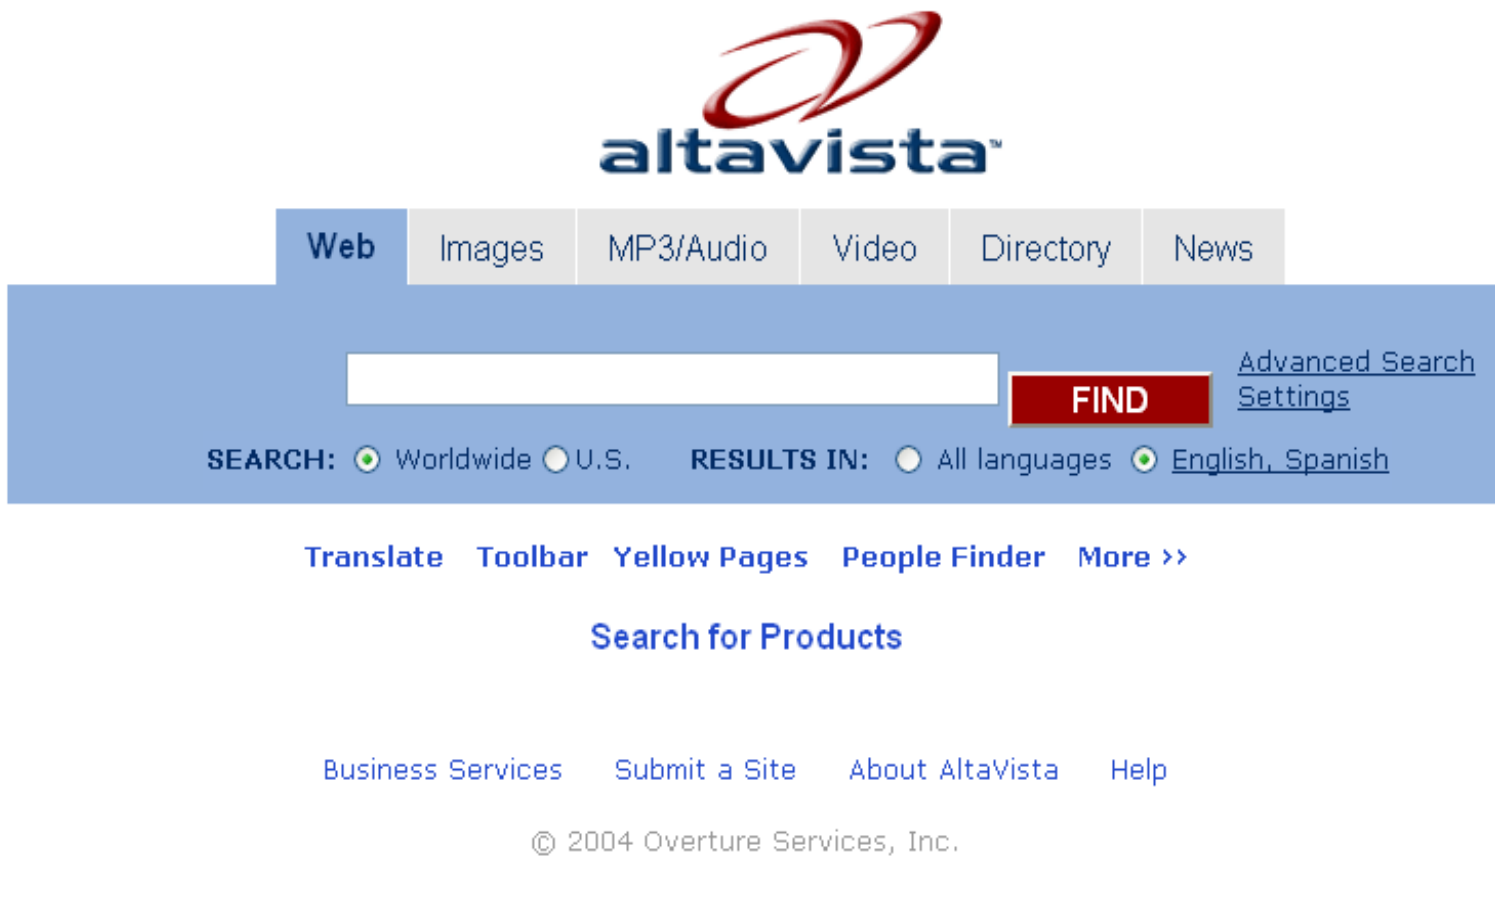 altavista™
Web Images MP3/Audio Video Directory News
Advanced Search
FIND Settings
SEARCH: Worldwide U.S. RESULTS IN: All languages English, Spanish
Translate Toolbar Yellow Pages People Finder More >>
Search for Products
Business Services Submit a Site About AltaVista Help
© 2004 Overture Services, Inc.